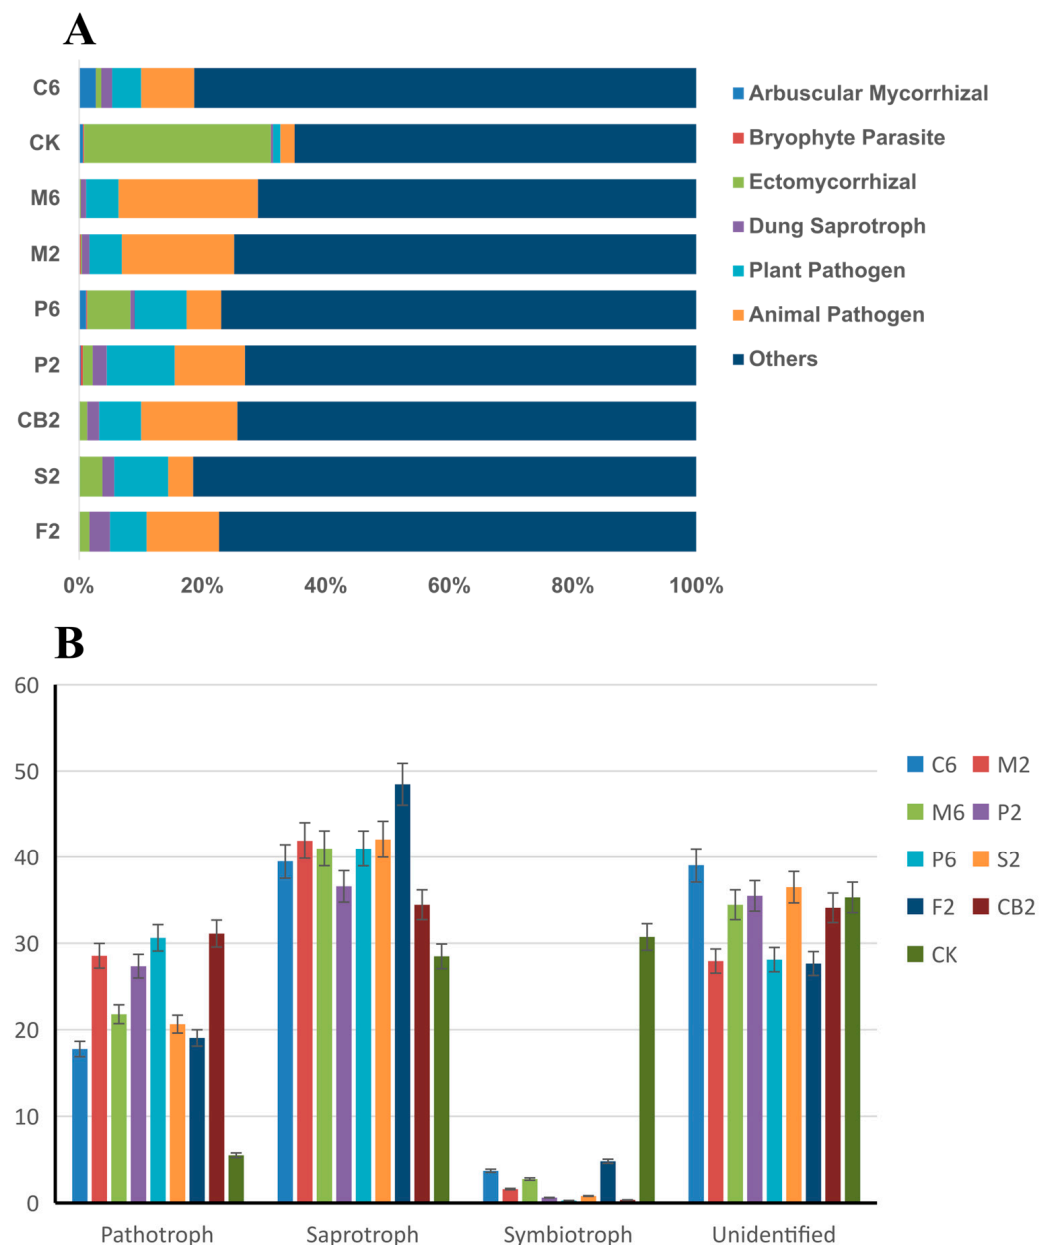 A
C6
CK
M6
M2
P6
P2
CB2
S2
F2
0% 20% 40% 60% 80% 100%
Arbuscular Mycorrhizal
Bryophyte Parasite
Ectomycorrhizal
Dung Saprotroph
Plant Pathogen
Animal Pathogen
Others
B
60
50
40
30
20
10
0
Pathotroph Saprotroph Symbiotroph Unidentified
C6 M2
M6 P2
P6 S2
F2 CB2
CK